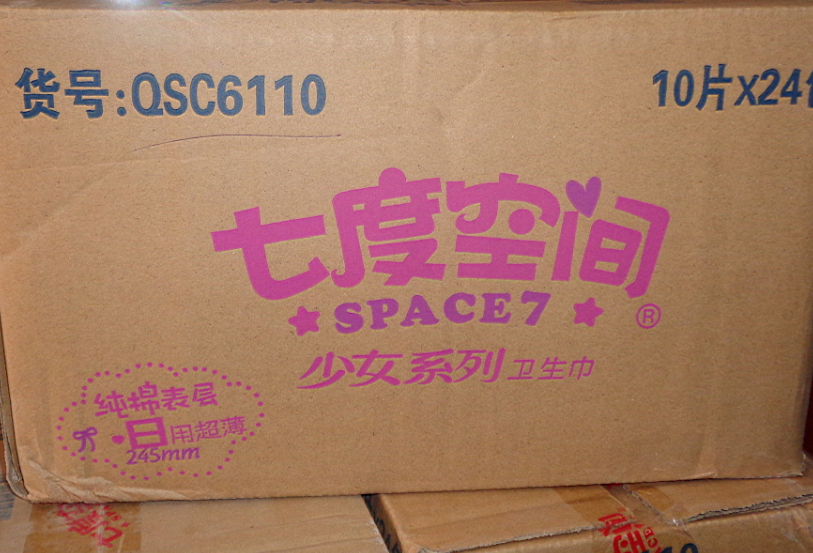 货号:QSC6110
10片X24
七度空间
SPACE7
®
少女系列卫生巾
纯棉表层
·日用超薄
245mm
10